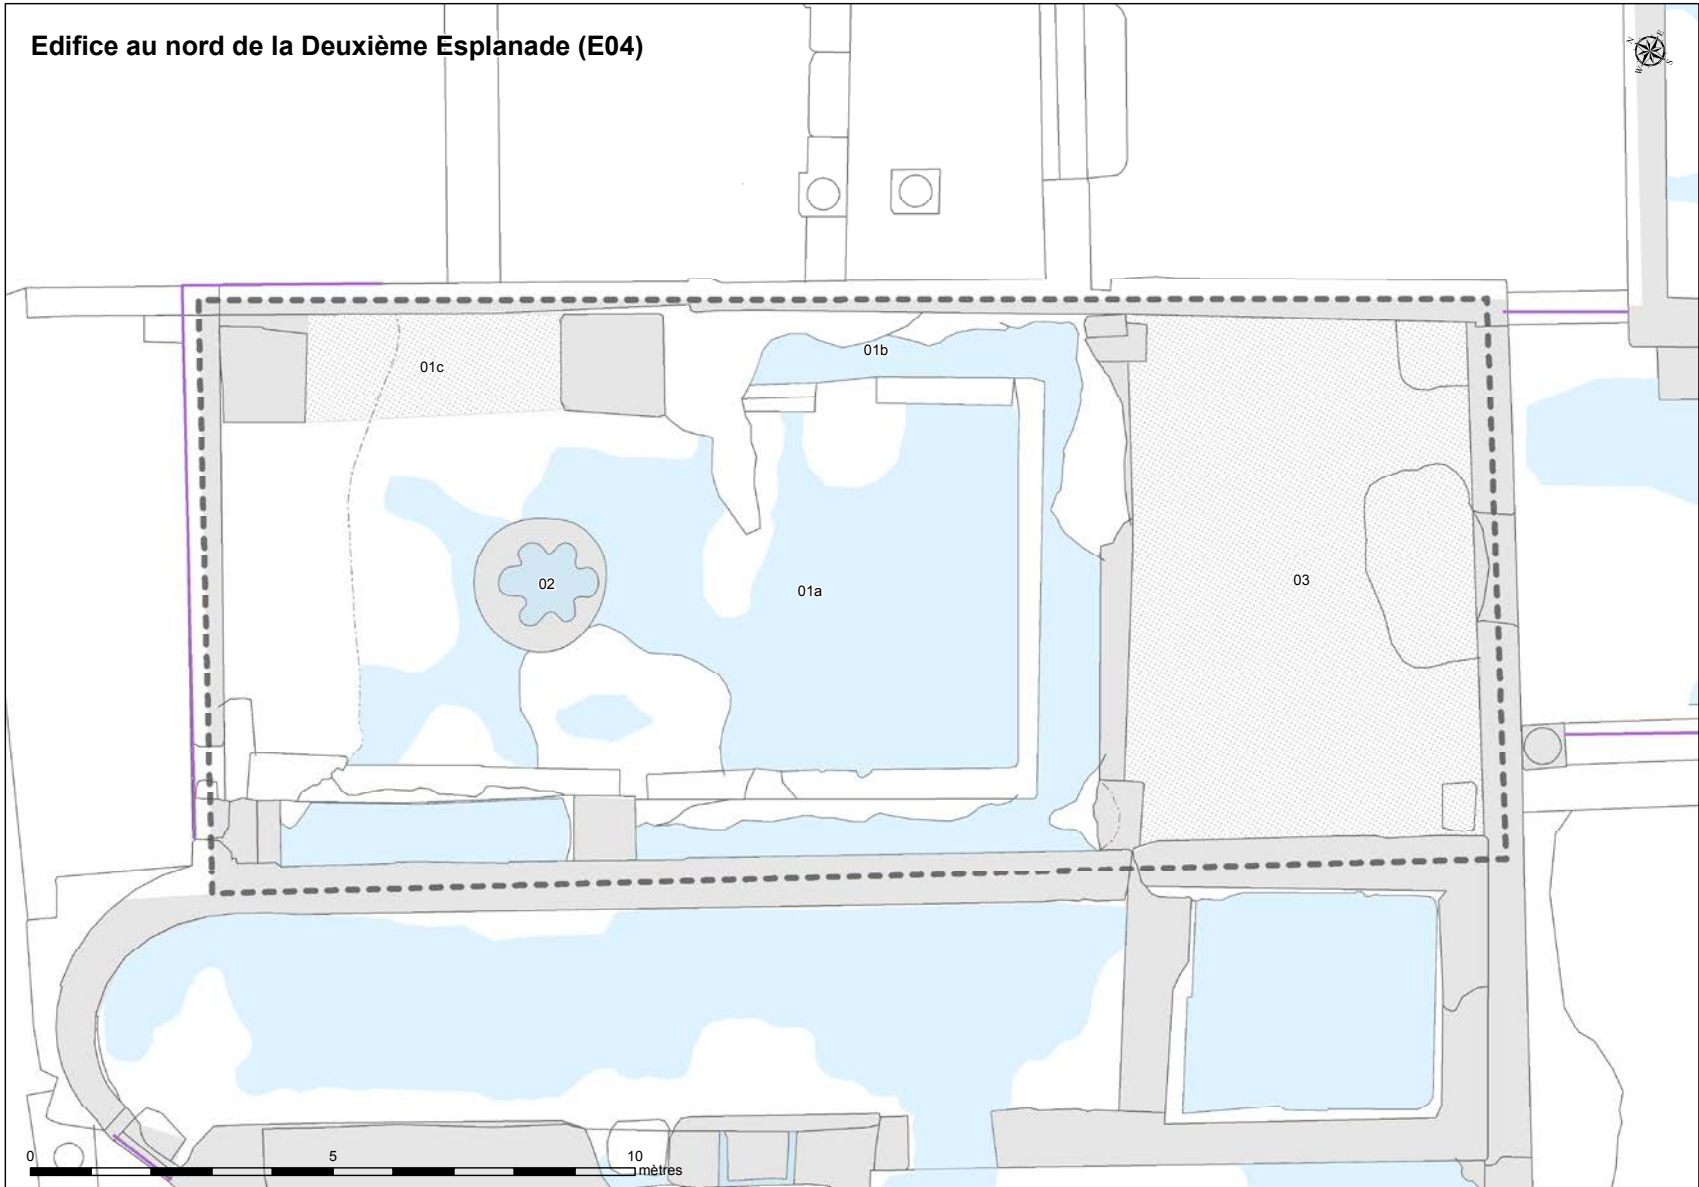 Edifice au nord de la Deuxième Esplanade (E04)
N
E
W
S
01b
01c
02
01a
03
0
5
10
mètres